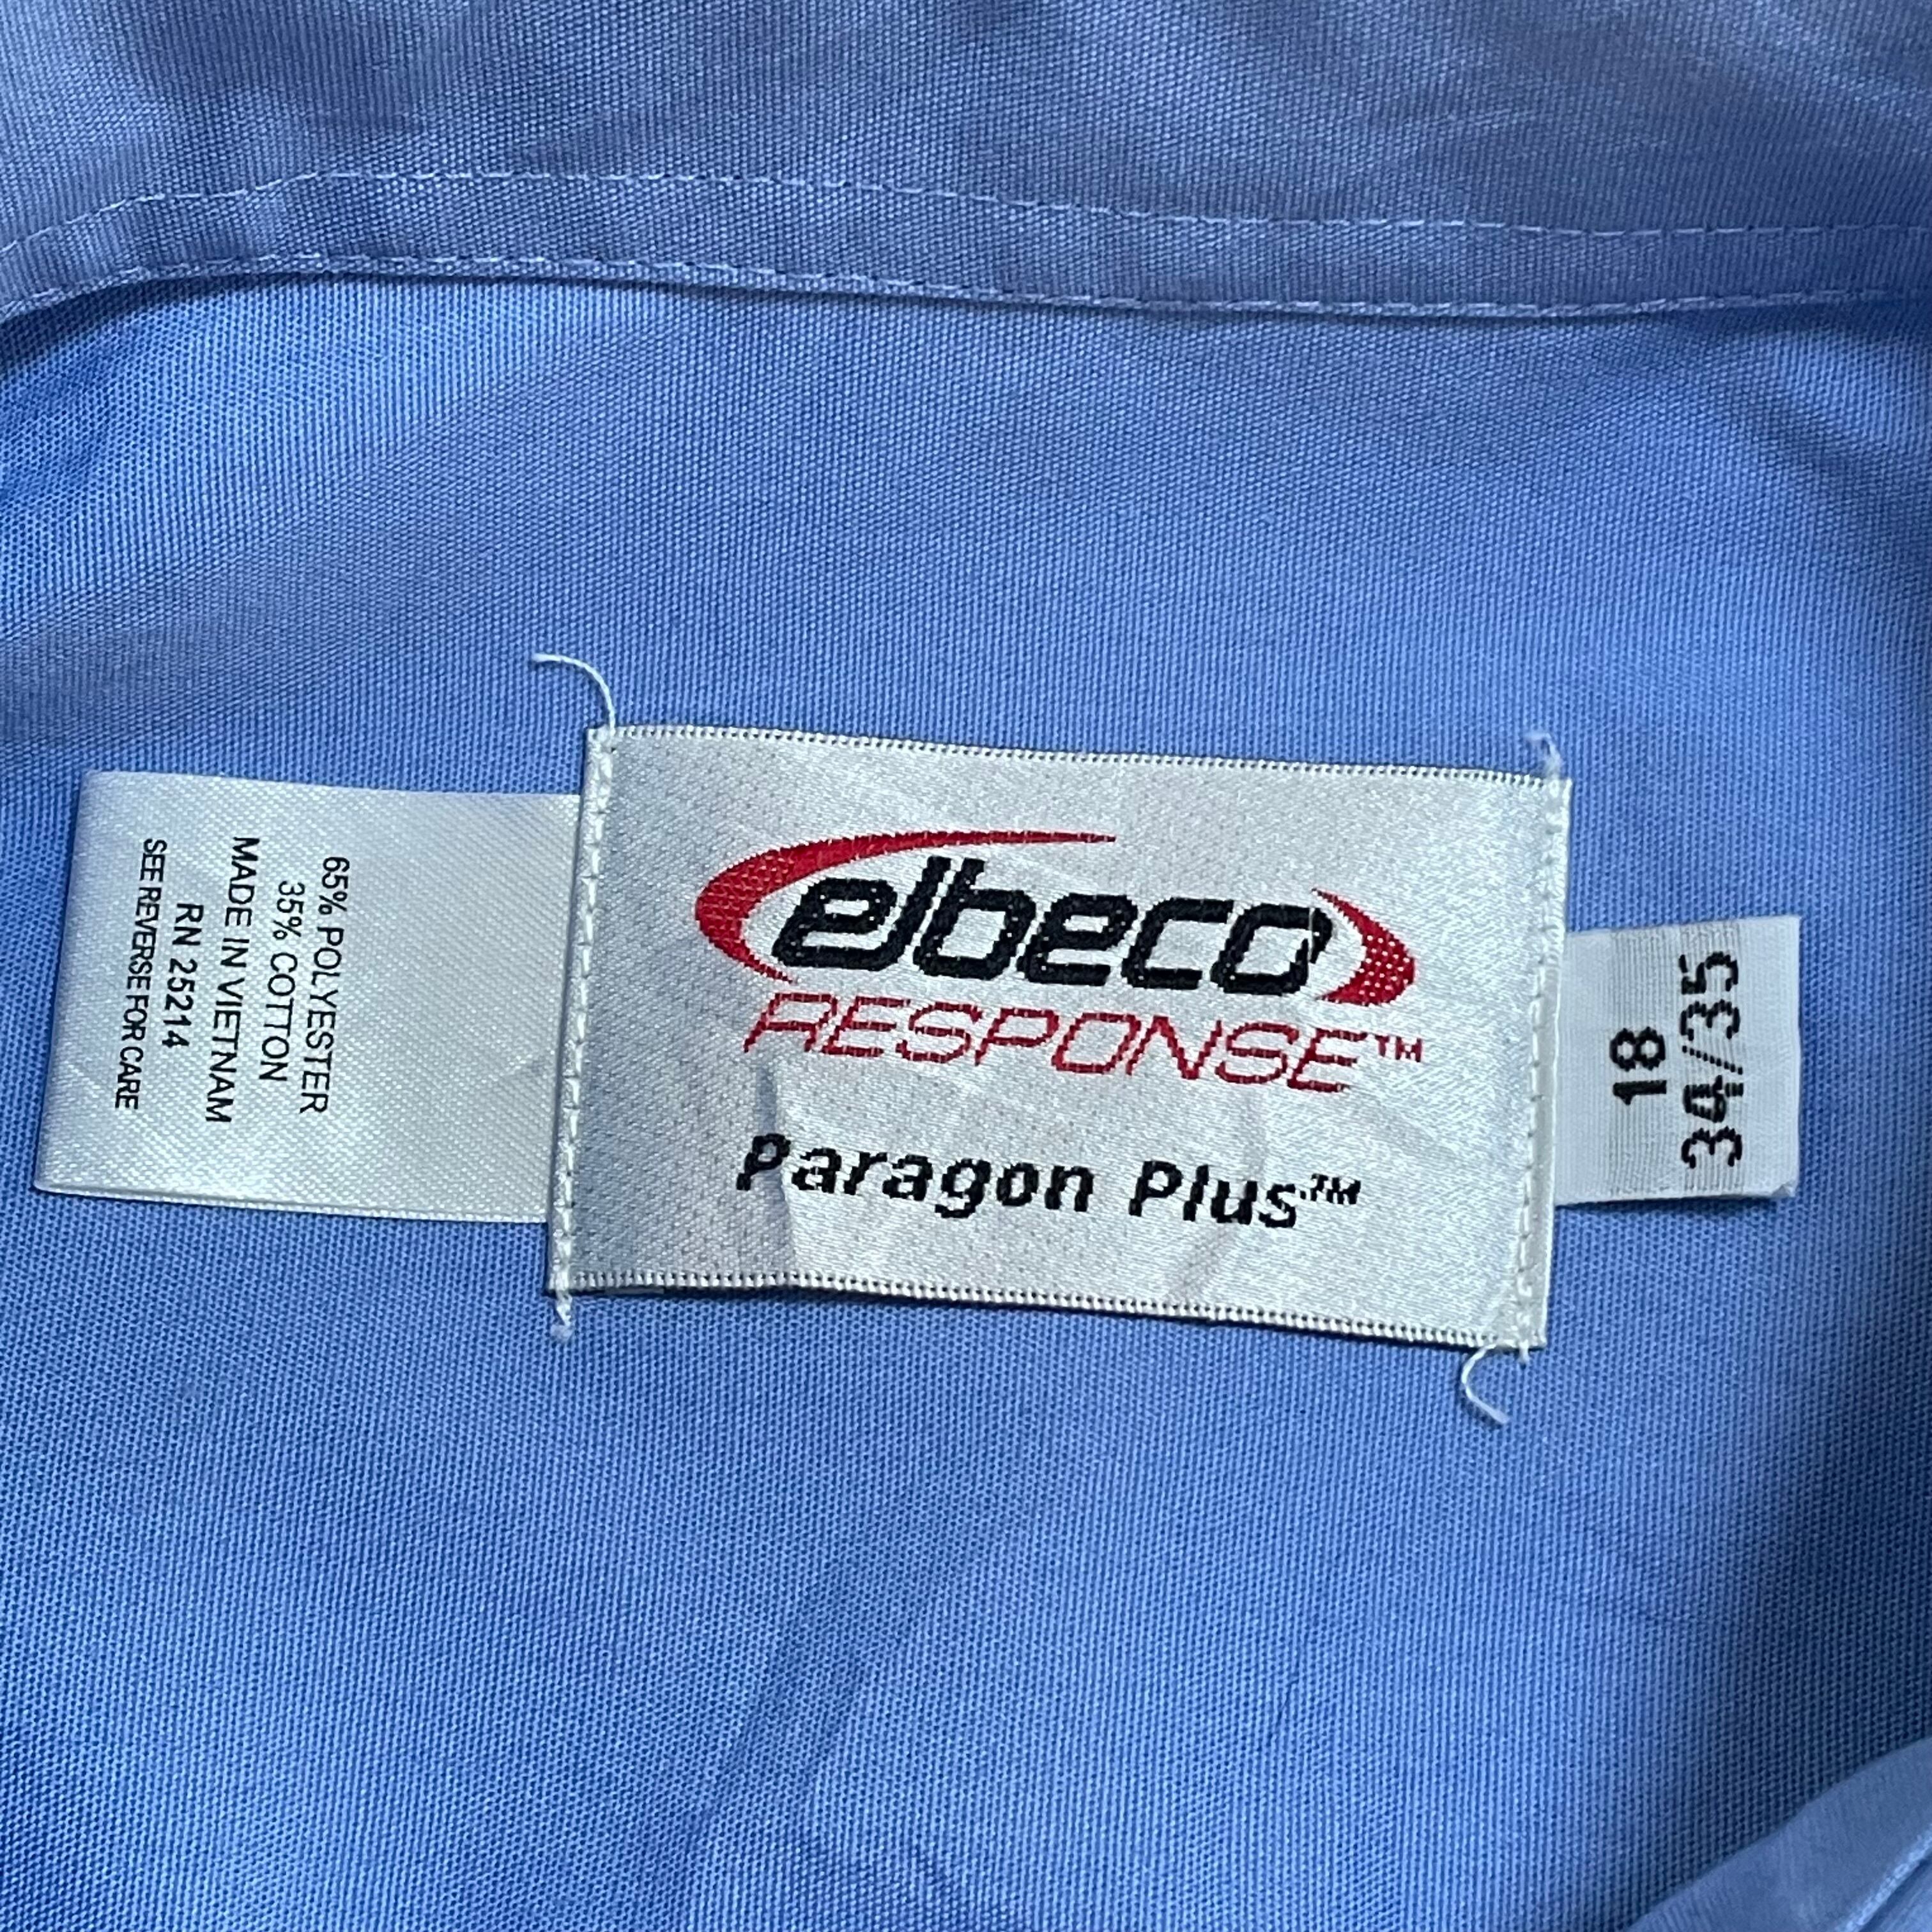 65% POLYESTER
35% COTTON
MADE IN VIETNAM
RN 25214
SEE REVERSE FOR CARE
elbeco
RESPONSE™
Paragon Plus™
18
34/35